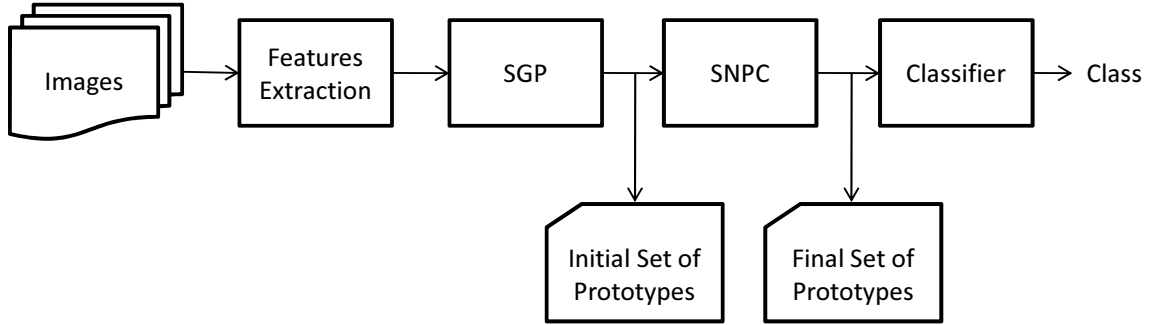 Images
Features
Extraction
SGP
SNPC
Classifier
Class
Initial Set of
Prototypes
Final Set of
Prototypes